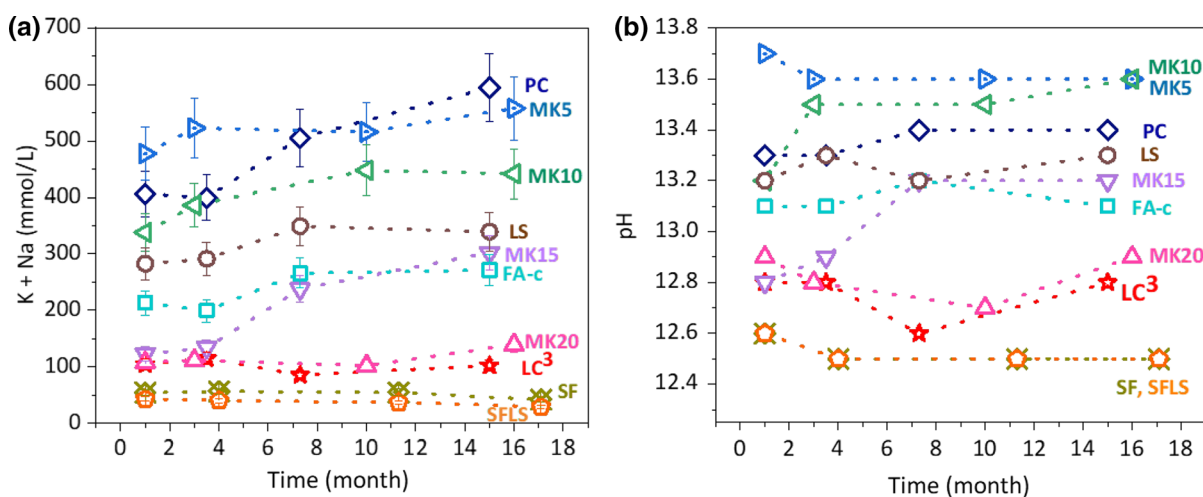 (a)
700
600
500
400
300
200
100
0
K + Na (mmol/L)
PC
MK5
MK10
LS
MK15
FA-c
MK20
LC³
SF
SFLS
0 2 4 6 8 10 12 14 16 18
Time (month)
(b)
13.8
13.6
13.4
13.2
13.0
12.8
12.6
12.4
pH
MK10
MK5
PC
LS
MK15
FA-c
MK20
LC³
SF, SFLS
0 2 4 6 8 10 12 14 16 18
Time (month)